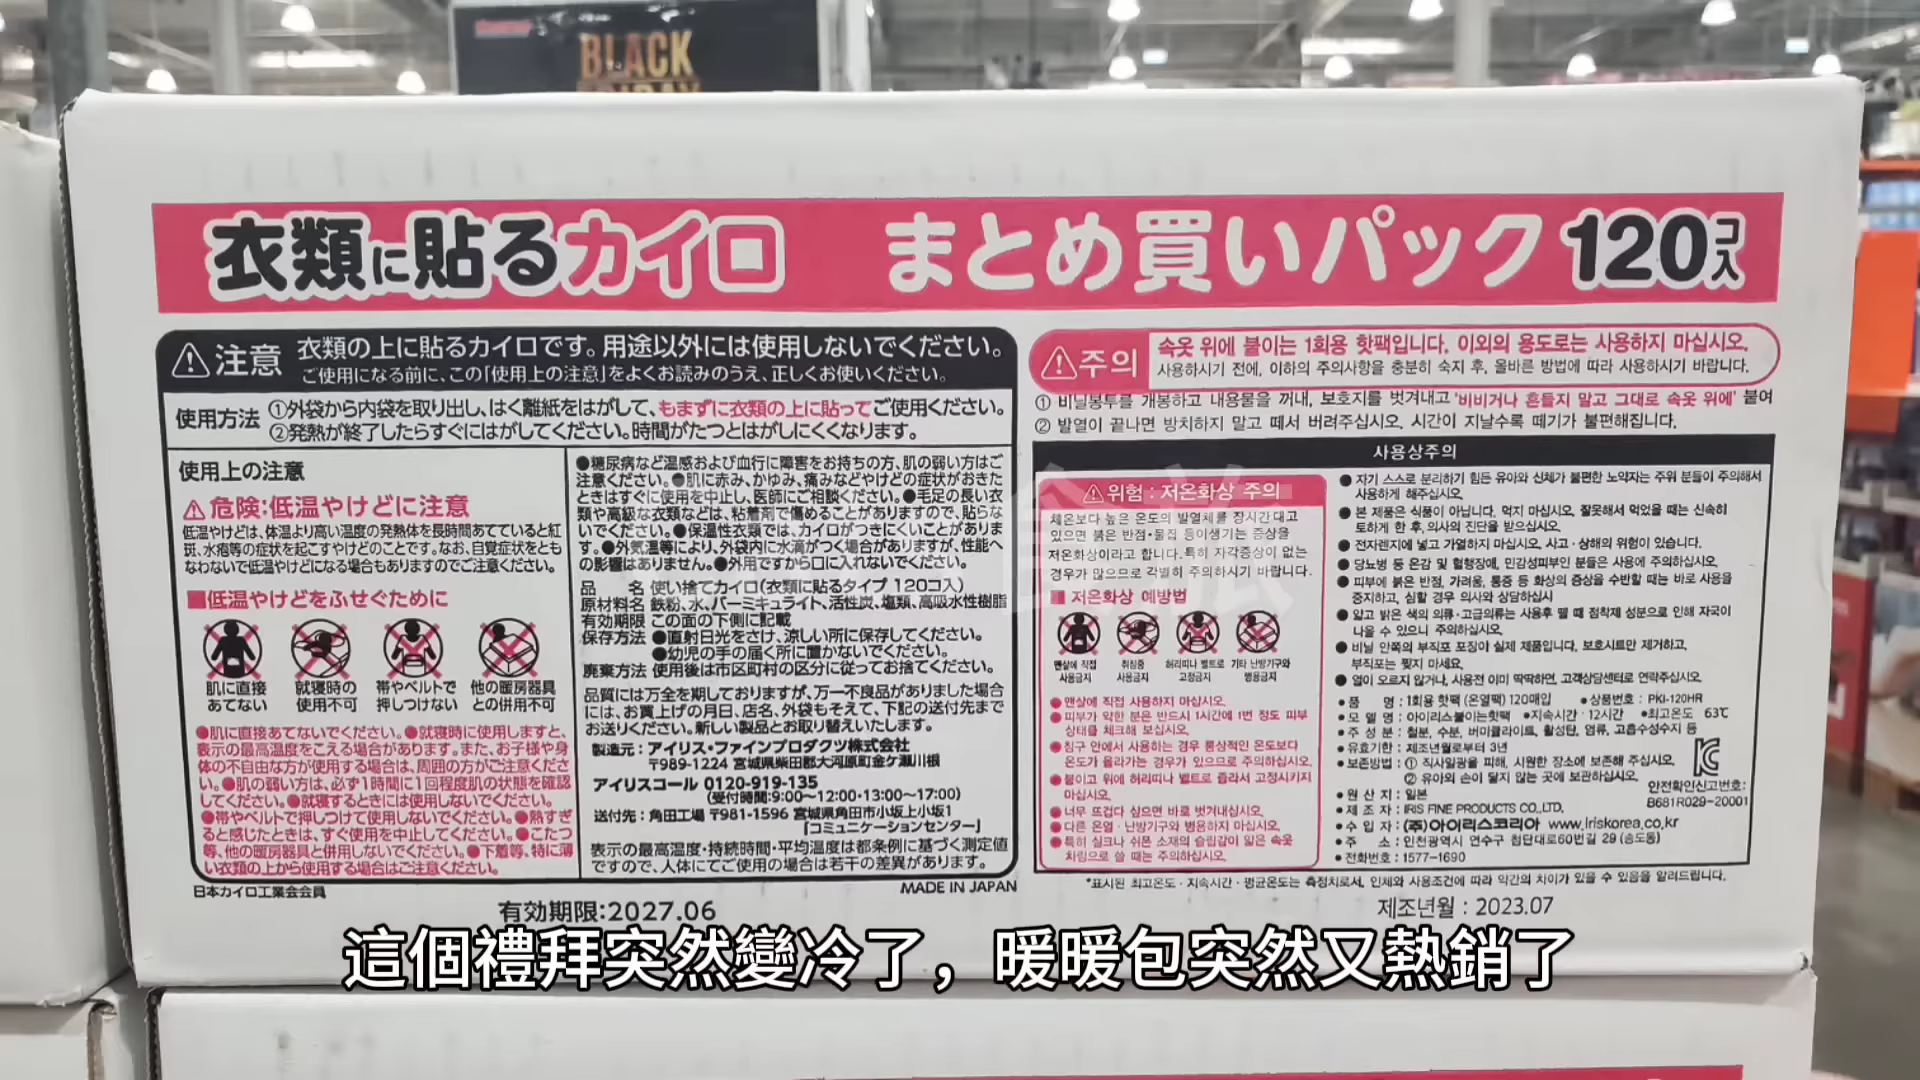 BLACK
衣類に貼るカイロ まとめ買いパック120コ入
注意 衣類の上に貼るカイロです。用途以外には使用しないでください。
ご使用になる前に、この「使用上の注意」をよくお読みのうえ、正しくお使いください。
使用方法 ①外袋から内袋を取り出し、はく離紙をはがして、もまずに衣類の上に貼ってご使用ください。
②発熱が終了したらすぐにはがしてください。時間がたつとはがしにくくなります。
使用上の注意
危険:低温やけどに注意
低温やけどは、体温より高い温度の発熱体を長時間あてていると紅
斑、水疱等の症状を起こすやけどのことです。なお、自覚症状をとも
なわないで低温やけどになる場合もありますのでご注意ください。
■低温やけどをふせぐために
肌に直接
あてない
就寝時の
使用不可
帯やベルトで
押しつけない
他の暖房器具
との併用不可
●肌に直接あてないでください。●就寝時に使用しますと、
表示の最高温度をこえる場合があります。また、お子様や身
体の不自由な方が使用する場合は、周囲の方がご注意くださ
い。●肌の弱い方は、必ず1時間に1回程度肌の状態を確認
してください。●就寝するときには使用しないでください。
●帯やベルトで押しつけて使用しないでください。●熱すぎ
ると感じたときは、すぐ使用を中止してください。●こたつ
等、他の暖房器具と併用しないでください。●下着等、特に薄
い衣類の上から使用する場合はご注意ください。
日本カイロ工業会会員
●糖尿病など温感および血行に障害をお持ちの方、肌の弱い方はご
注意ください。●肌に赤み、かゆみ、痛みなどやけどの症状がおきた
ときはすぐに使用を中止し、医師にご相談ください。●毛足の長い衣
類や高級な衣類などは、粘着剤で傷めることがありますので、貼らな
いでください。●保温性衣類では、カイロがつきにくいことがありま
す。●外気温等により、外袋内に水滴がつく場合がありますが、性能へ
の影響はありません。●外用ですから口に入れないでください。
品 名 使い捨てカイロ(衣類に貼るタイプ 120コ入)
原材料名 鉄粉、水、バーミキュライト、活性炭、塩類、高吸水性樹脂
有効期限 この面の下側に記載
保存方法 ●直射日光をさけ、涼しい所に保存してください。
●幼児の手の届く所に置かないでください。
廃棄方法 使用後は市区町村の区分に従ってお捨てください。
品質には万全を期しておりますが、万一不良品がありました場合
には、お買上げの月日、店名、外袋もそえて、下記の送付先まで
お送りください。新しい製品とお取り替えいたします。
製造元:アイリス・ファインプロダクツ株式会社
〒989-1224 宮城県柴田郡大河原町金ケ瀬川根
アイリスコール 0120-919-135
(受付時間:9:00~12:00・13:00~17:00)
送付先:角田工場 〒981-1596 宮城県角田市小坂上小坂1
「コミュニケーションセンター」
表示の最高温度・持続時間・平均温度は都条例に基づく測定値
ですので、人体にてご使用の場合は若干の差異があります。
MADE IN JAPAN
有効期限:2027.06
주의 속옷 위에 붙이는 1회용 핫팩입니다. 이외의 용도로는 사용하지 마십시오.
사용하시기 전에, 이하의 주의사항을 충분히 숙지 후, 올바른 방법에 따라 사용하시기 바랍니다.
① 비닐봉투를 개봉하고 내용물을 꺼내, 보호지를 벗겨내고 '비비거나 흔들지 말고 그대로 속옷 위에' 붙여
② 발열이 끝나면 방치하지 말고 떼서 버려주십시오. 시간이 지날수록 떼기가 불편해집니다.
사용상주의
위험 : 저온화상 주의
체온보다 높은 온도의 발열체를 장시간 대고
있으면 붉은 반점·물집 등이생기는 증상을
저온화상이라고 합니다. 특히 자각증상이 없는
경우가 많으므로 각별히 주의하시기 바랍니다.
■ 저온화상 예방법
맨살에 직접
사용금지
취침중
사용금지
허리띠나 벨트로
고정금지
기타 난방기구와
병용금지
● 맨살에 직접 사용하지 마십시오.
● 피부가 약한 분은 반드시 1시간에 1번 정도 피부
상태를 체크해 보십시오.
● 침구 안에서 사용하는 경우 통상적인 온도보다
온도가 올라가는 경우가 있으므로 주의하십시오.
● 붙이고 위에 허리띠나 벨트로 졸라서 고정시키지
마십시오.
● 너무 뜨겁다 싶으면 바로 벗겨내십시오.
● 다른 온열·난방기구와 병용하지 마십시오.
● 특히 실크나 쉬폰 소재의 슬립같이 얇은 속옷
차림으로 쓸 때는 주의하십시오.
● 자기 스스로 분리하기 힘든 유아와 신체가 불편한 노약자는 주위 분들이 주의해서
사용하게 해주십시오.
● 본 제품은 식품이 아닙니다. 먹지 마십시오. 잘못해서 먹었을 때는 신속히
토하게 한 후, 의사의 진단을 받으십시오.
● 전자렌지에 넣고 가열하지 마십시오. 사고·상해의 위험이 있습니다.
● 당뇨병 등 온감 및 혈행장애, 민감성피부인 분들은 사용에 주의하십시오.
● 피부에 붉은 반점, 가려움, 통증 등 화상의 증상을 수반할 때는 바로 사용을
중지하고, 심할 경우 의사와 상담하십시
● 얇고 밝은 색의 의류·고급의류는 사용후 뗄 때 점착제 성분으로 인해 자국이
나을 수 있으니 주의하십시오.
● 비닐 안쪽의 부직포 포장이 실제 제품입니다. 보호시트만 제거하고,
부직포는 찢지 마세요.
● 열이 오르지 않거나, 사용전 이미 딱딱하면, 고객상담센터로 연락주십시오.
• 품 명 : 1회용 핫팩 (온열팩) 120매입 • 상품번호 : PKI-120HR
• 모 델 명 : 아이리스붙이는핫팩 • 지속시간 : 12시간 • 최고온도 63℃
• 주 성 분 : 철분, 수분, 버미큘라이트, 활성탄, 염류, 고흡수성수지 등
• 유효기한 : 제조년월로부터 3년
• 보존방법 : ① 직사일광을 피해, 시원한 장소에 보존해 주십시오.
② 유아의 손이 닿지 않는 곳에 보관하십시오.
• 원 산 지 : 일본
• 제 조 자 : IRIS FINE PRODUCTS CO.,LTD.
• 수 입 자 : (주)아이리스코리아 www.iriskorea.co.kr
• 주 소 : 인천광역시 연수구 첨단대로60번길 29 (송도동)
• 전화번호 : 1577-1690
안전확인신고번호:
B681R029-20001
*표시된 최고온도·지속시간·평균온도는 측정치로서, 인체와 사용조건에 따라 약간의 차이가 있을 수 있음을 알려드립니다.
제조년월 : 2023.07
這個禮拜突然變冷了，暖暖包突然又熱銷了